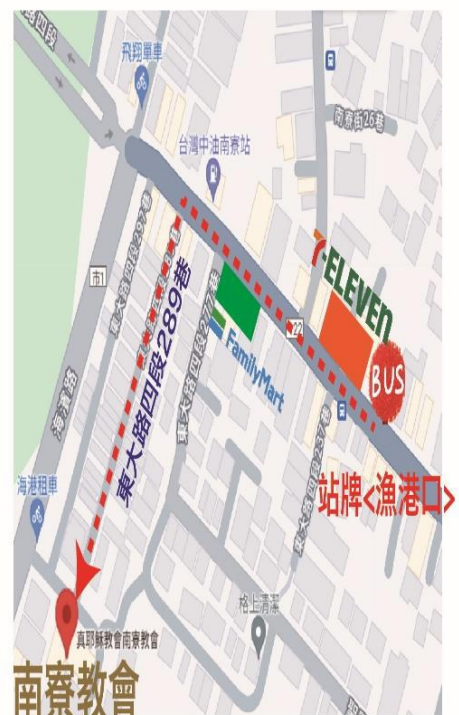 路四段
飛翔單車
南寮街26巷
台灣中油南寮站
7-ELEVEN
東大路四段297巷
市1
BUS
122
FamilyMart
東大路四段289巷
東大路四段277巷
東大路四段257巷
海濱路
站牌<漁港口>
海港租車
格上清潔
真耶穌教會南寮教會
南寮教會